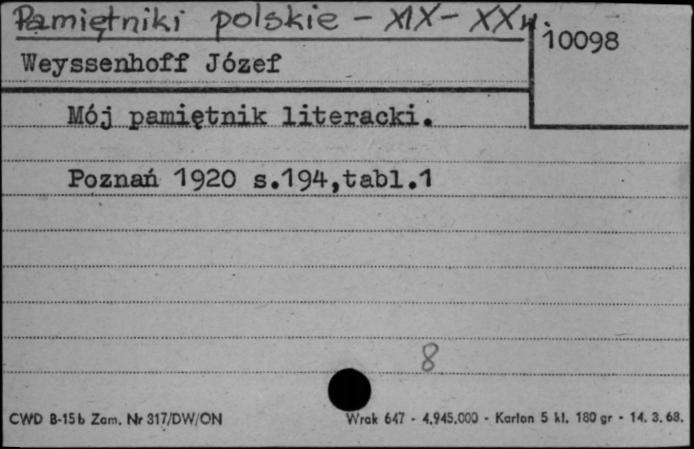 Pamiętniki polskie - XIX - XX w.
10098
Weyssenhoff Józef
Mój pamiętnik literacki.
Poznań 1920 s.194,tabl.1
8
CWD B-15b Zam. Nr 317/DW/ON
Wrak 647 - 4.945.000 - Karton 5 kl. 180 gr - 14. 3. 68.